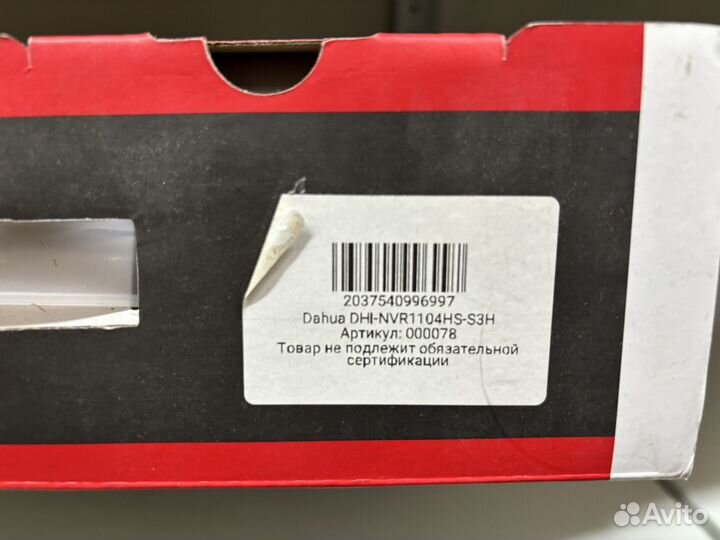 2037540996997
Dahua DHI-NVR1104HS-S3H
Артикул: 000078
Товар не подлежит обязательной
сертификации
Avito